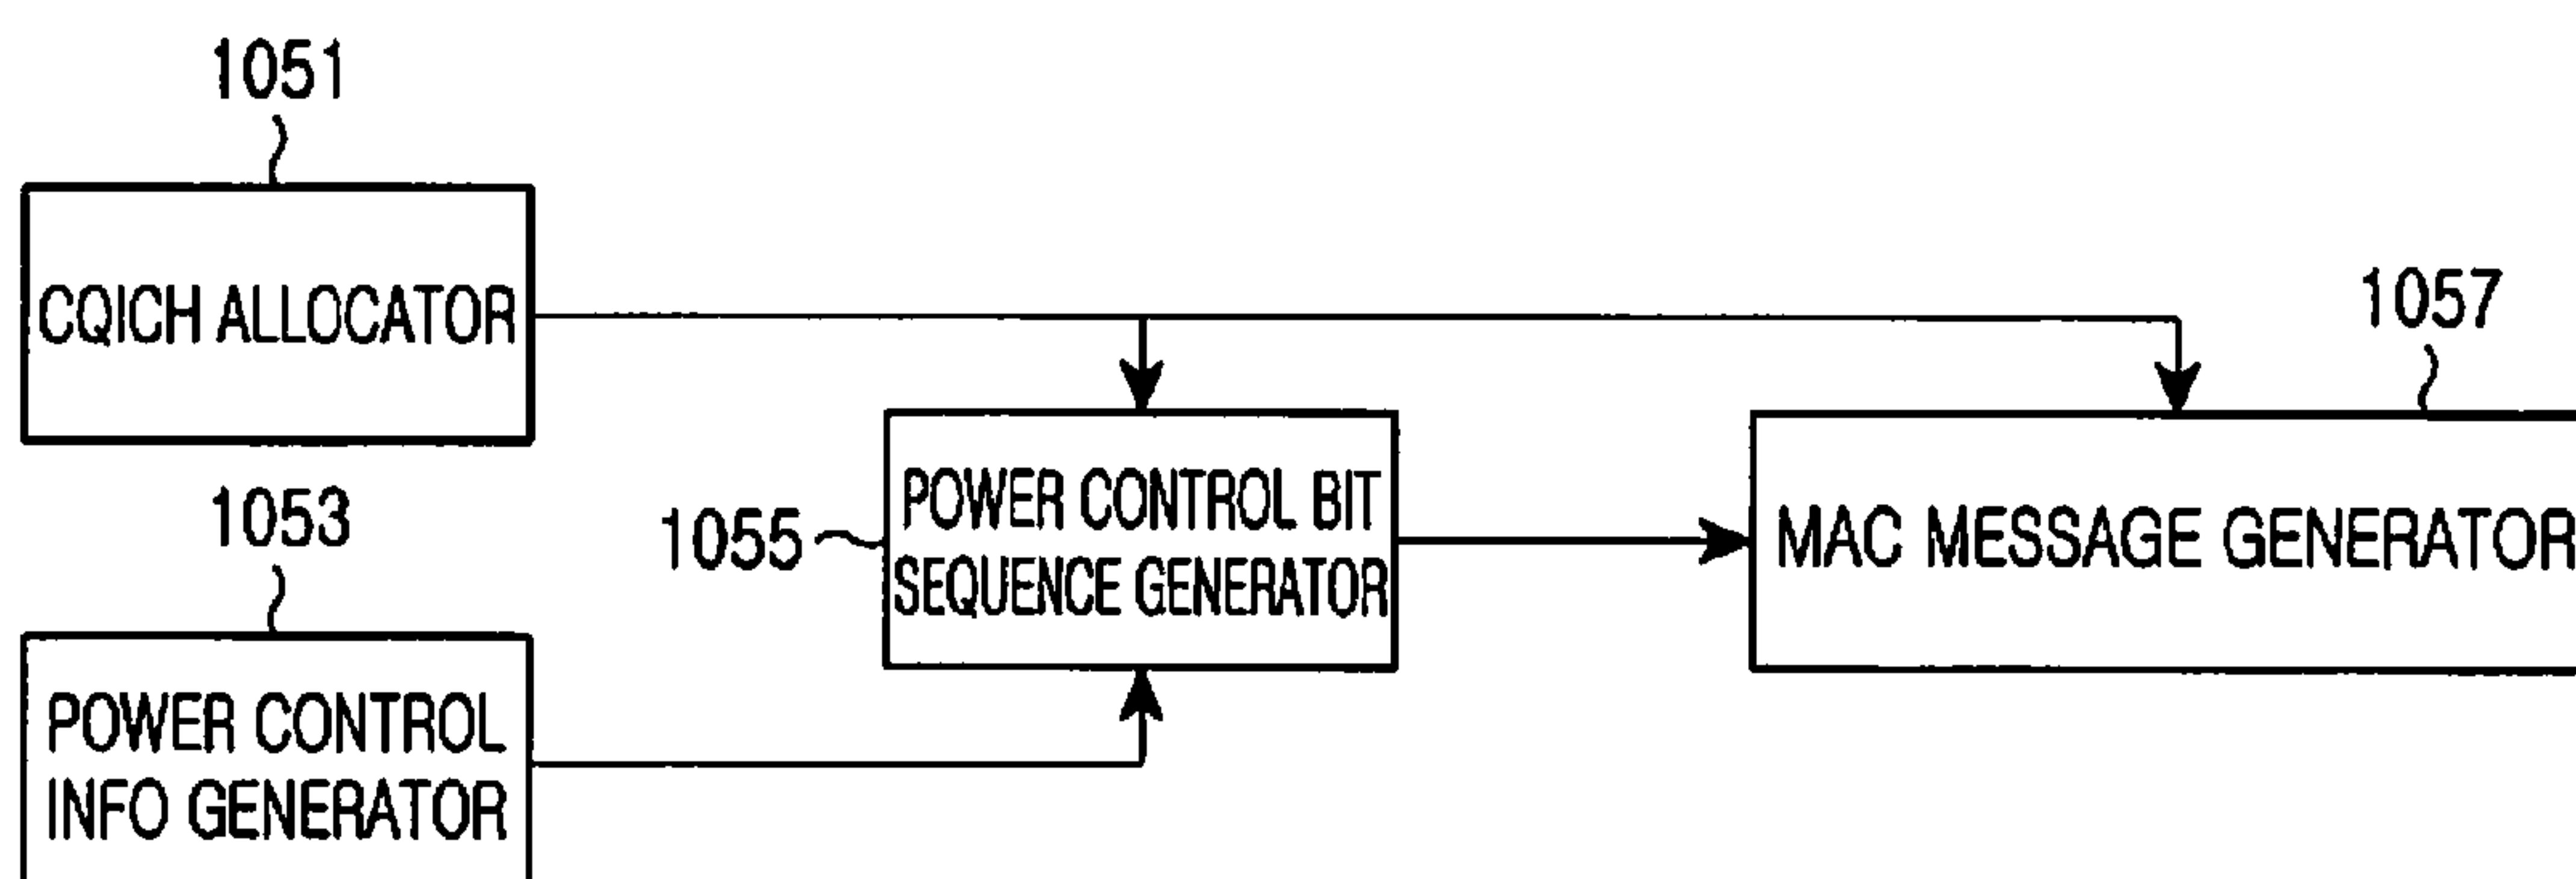 1051
CQICH ALLOCATOR
1057
1053
1055
POWER CONTROL BIT
SEQUENCE GENERATOR
MAC MESSAGE GENERATOR
POWER CONTROL
INFO GENERATOR